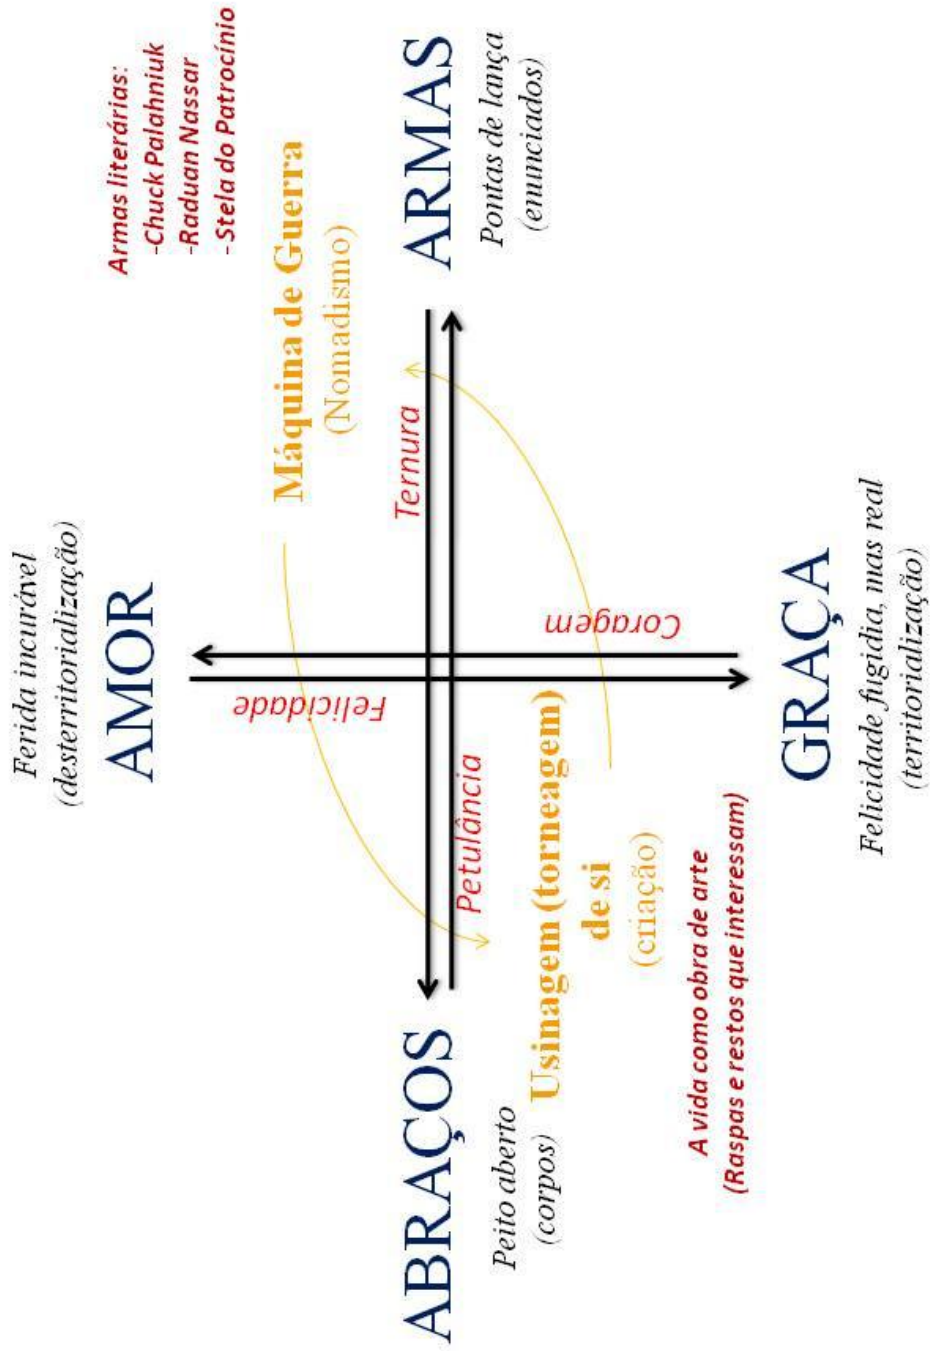 Ferida incurável
(desterritorialização)
AMOR
Armas literárias:
-Chuck Palahniuk
-Raduan Nassar
- Stela do Patrocínio
Máquina de Guerra
(Nomadismo)
Felicidade
Ternura
ABRAÇOS
ARMAS
Peito aberto
(corpos)
Pontas de lança
(enunciados)
Petulância
Coragem
Usinagem (torneagem)
de si
(criação)
A vida como obra de arte
(Raspas e restos que interessam)
GRAÇA
Felicidade fugidia, mas real
(territorialização)